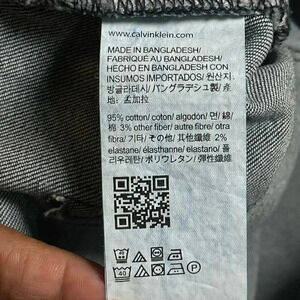 www.calvinklein.com
MADE IN BANGLADESH/
FABRIQUÉ AU BANGLADESH/
HECHO EN BANGLADESH CON
INSUMOS IMPORTADOS/원산지:
방글라데시/バングラデシュ製/產
地:孟加拉
95% cotton/coton/algodón/면/綿/
棉 3% other fiber/autre fibre/otra
fibra/기타/その他/其他纖維 2%
elastane/élasthanne/elastano/폴
리우레탄/ポリウレタン/彈性纖維
40
P